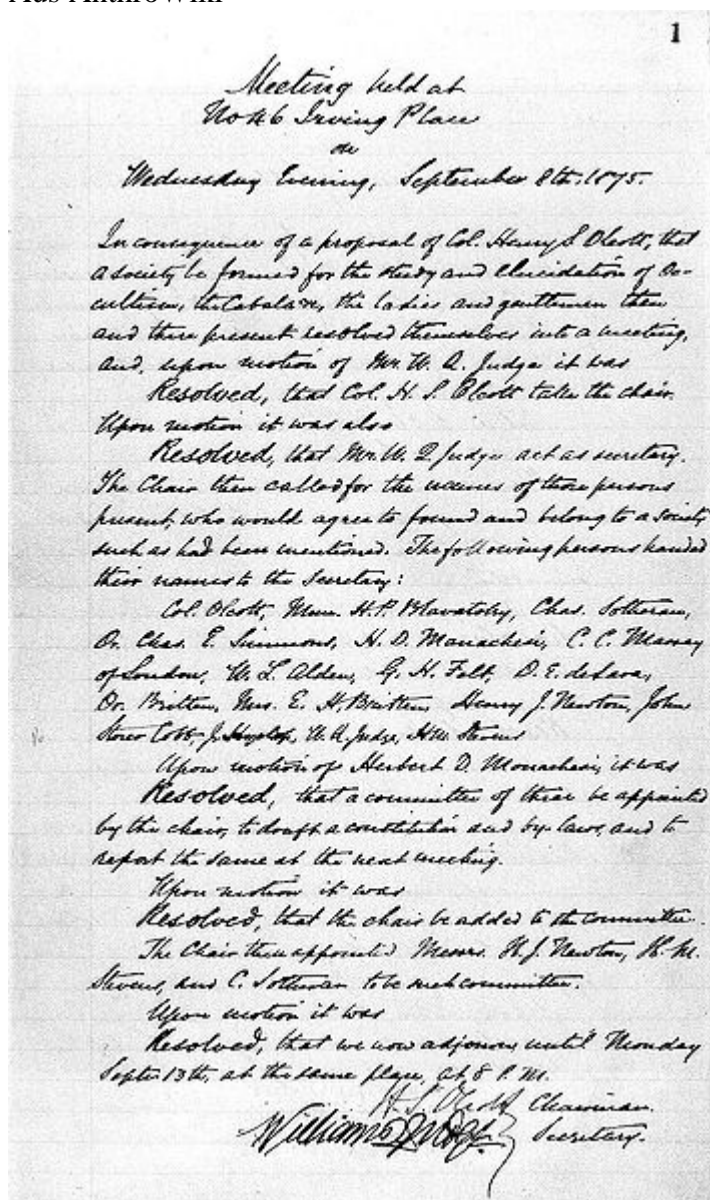 Aus AnthroWiki
1
Meeting held at
No 46 Irving Place
on
Wednesday Evening, September 8th. 1875.
In consequence of a proposal of Col. Henry S. Olcott, that
a society be formed for the study and elucidation of Oc-
cultism, the Cabala &c, the ladies and gentlemen then
and there present resolved themselves into a meeting,
and, upon motion of Mr. W. Q. Judge it was
Resolved, that Col. H. S. Olcott take the chair.
Upon motion it was also
Resolved, that Mr. W. Q. Judge act as secretary.
The Chair then called for the names of those persons
present, who would agree to found and belong to a society
such as had been mentioned. The following persons handed
their names to the Secretary:
Col. Olcott, Mme. H. P. Blavatsky, Chas. Sotheran,
Dr. Chas. E. Simmons, H. D. Monachesi, C. C. Massey
of London, W. L. Alden, G. H. Felt, D. E. de Lara,
Dr. Britten, Mrs. E. H. Britten, Henry J. Newton, John
Storer Cobb, J. Hyslop, W. Q. Judge, H. M. Stevens
Upon motion of Herbert D. Monachesi, it was
Resolved, that a committee of three be appointed
by the chair, to draft a constitution and by laws, and to
report the same at the next meeting.
Upon motion it was
Resolved, that the chair be added to the committee.
The Chair then appointed Messrs. H. J. Newton, H. M.
Stevens, and C. Sotheran to be such committee.
Upon motion it was
Resolved, that we now adjourn until Monday
Septr 13th, at the same place, at 8 P. M.
H. S. Olcott Chairman.
William Q Judge Secretary.